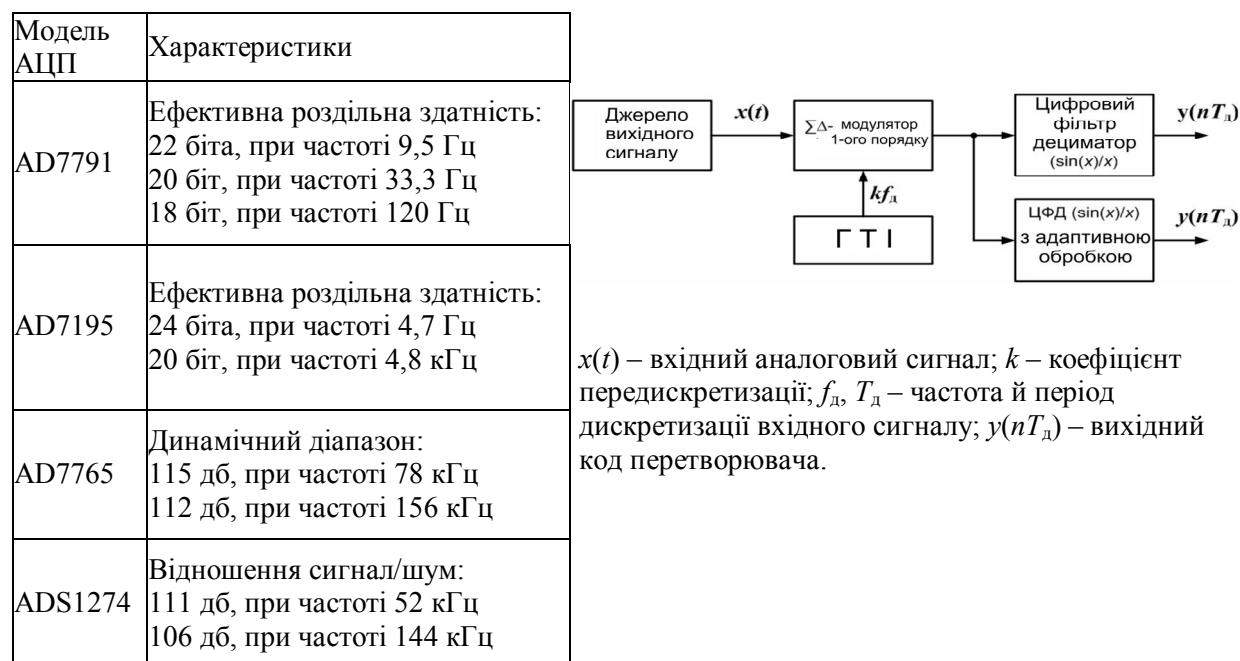 Модель
АЦП
Характеристики
AD7791
Ефективна роздільна здатність:
22 біта, при частоті 9,5 Гц
20 біт, при частоті 33,3 Гц
18 біт, при частоті 120 Гц
AD7195
Ефективна роздільна здатність:
24 біта, при частоті 4,7 Гц
20 біт, при частоті 4,8 кГц
AD7765
Динамічний діапазон:
115 дб, при частоті 78 кГц
112 дб, при частоті 156 кГц
ADS1274
Відношення сигнал/шум:
111 дб, при частоті 52 кГц
106 дб, при частоті 144 кГц
Джерело
вихідного
сигналу
x(t)
∑Δ- модулятор
1-ого порядку
kfд
Г Т І
Цифровий
фільтр
дециматор
(sin(x)/x)
y(nTд)
ЦФД (sin(x)/x)
з адаптивною
обробкою
y(nTд)
x(t) – вхідний аналоговий сигнал; k – коефіцієнт
передискретизації; fд, Tд – частота й період
дискретизації вхідного сигналу; y(nTд) – вихідний
код перетворювача.